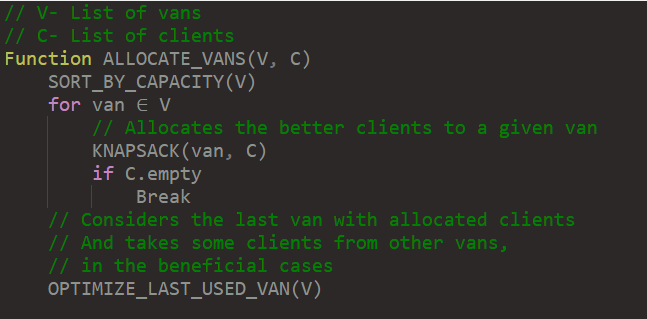 // V- List of vans
// C- List of clients
Function ALLOCATE_VANS(V, C)
SORT_BY_CAPACITY(V)
for van ∈ V
// Allocates the better clients to a given van
KNAPSACK(van, C)
if C.empty
Break
// Considers the last van with allocated clients
// And takes some clients from other vans,
// in the beneficial cases
OPTIMIZE_LAST_USED_VAN(V)